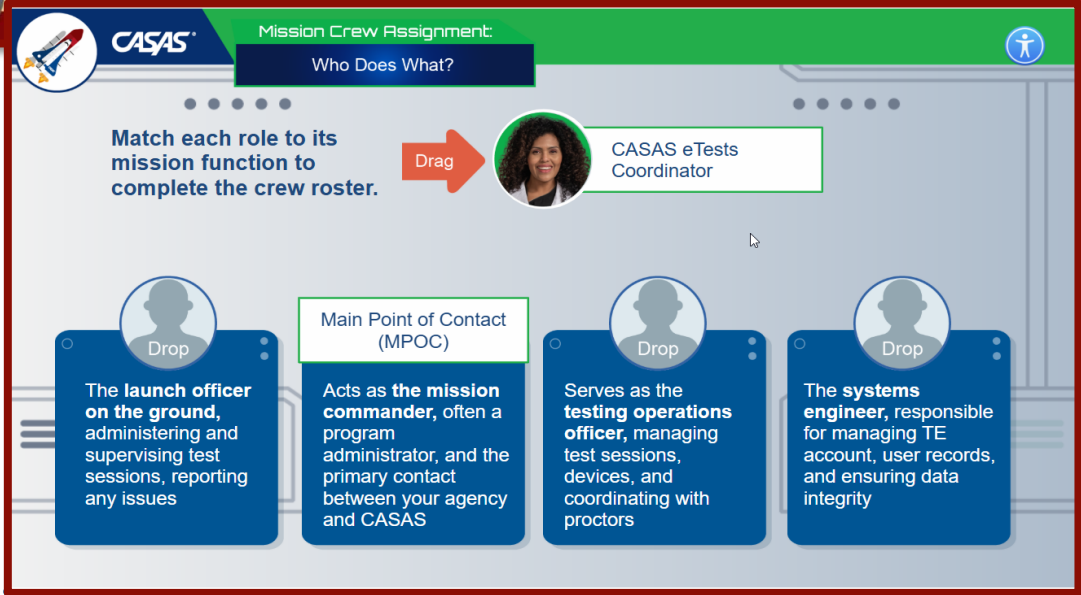 CASAS®
Mission Crew Assignment:
Who Does What?
Match each role to its
mission function to
complete the crew roster.
Drag
CASAS eTests
Coordinator
Drop
The launch officer
on the ground,
administering and
supervising test
sessions, reporting
any issues
Main Point of Contact
(MPOC)
Acts as the mission
commander, often a
program
administrator, and the
primary contact
between your agency
and CASAS
Drop
Serves as the
testing operations
officer, managing
test sessions,
devices, and
coordinating with
proctors
Drop
The systems
engineer, responsible
for managing TE
account, user records,
and ensuring data
integrity